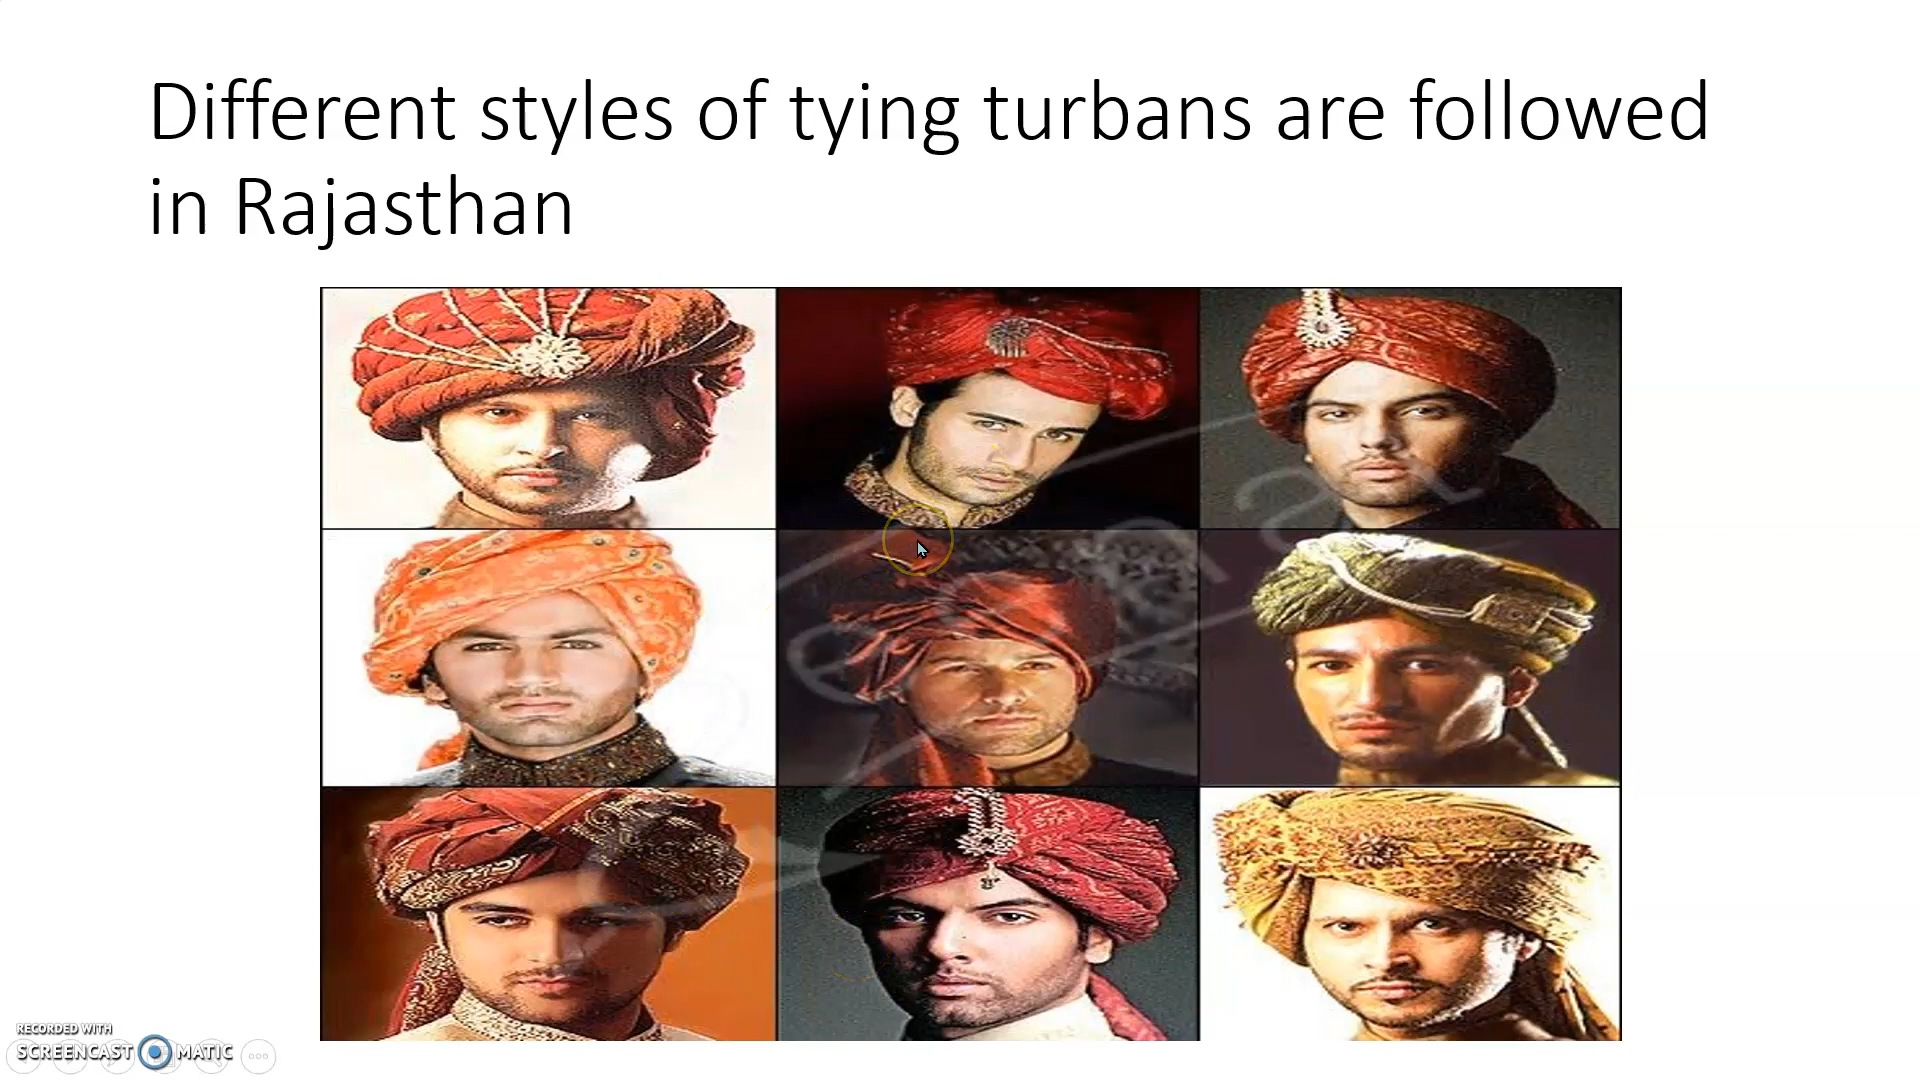 Different styles of tying turbans are followed
in Rajasthan
RECORDED WITH
SCREENCAST MATIC